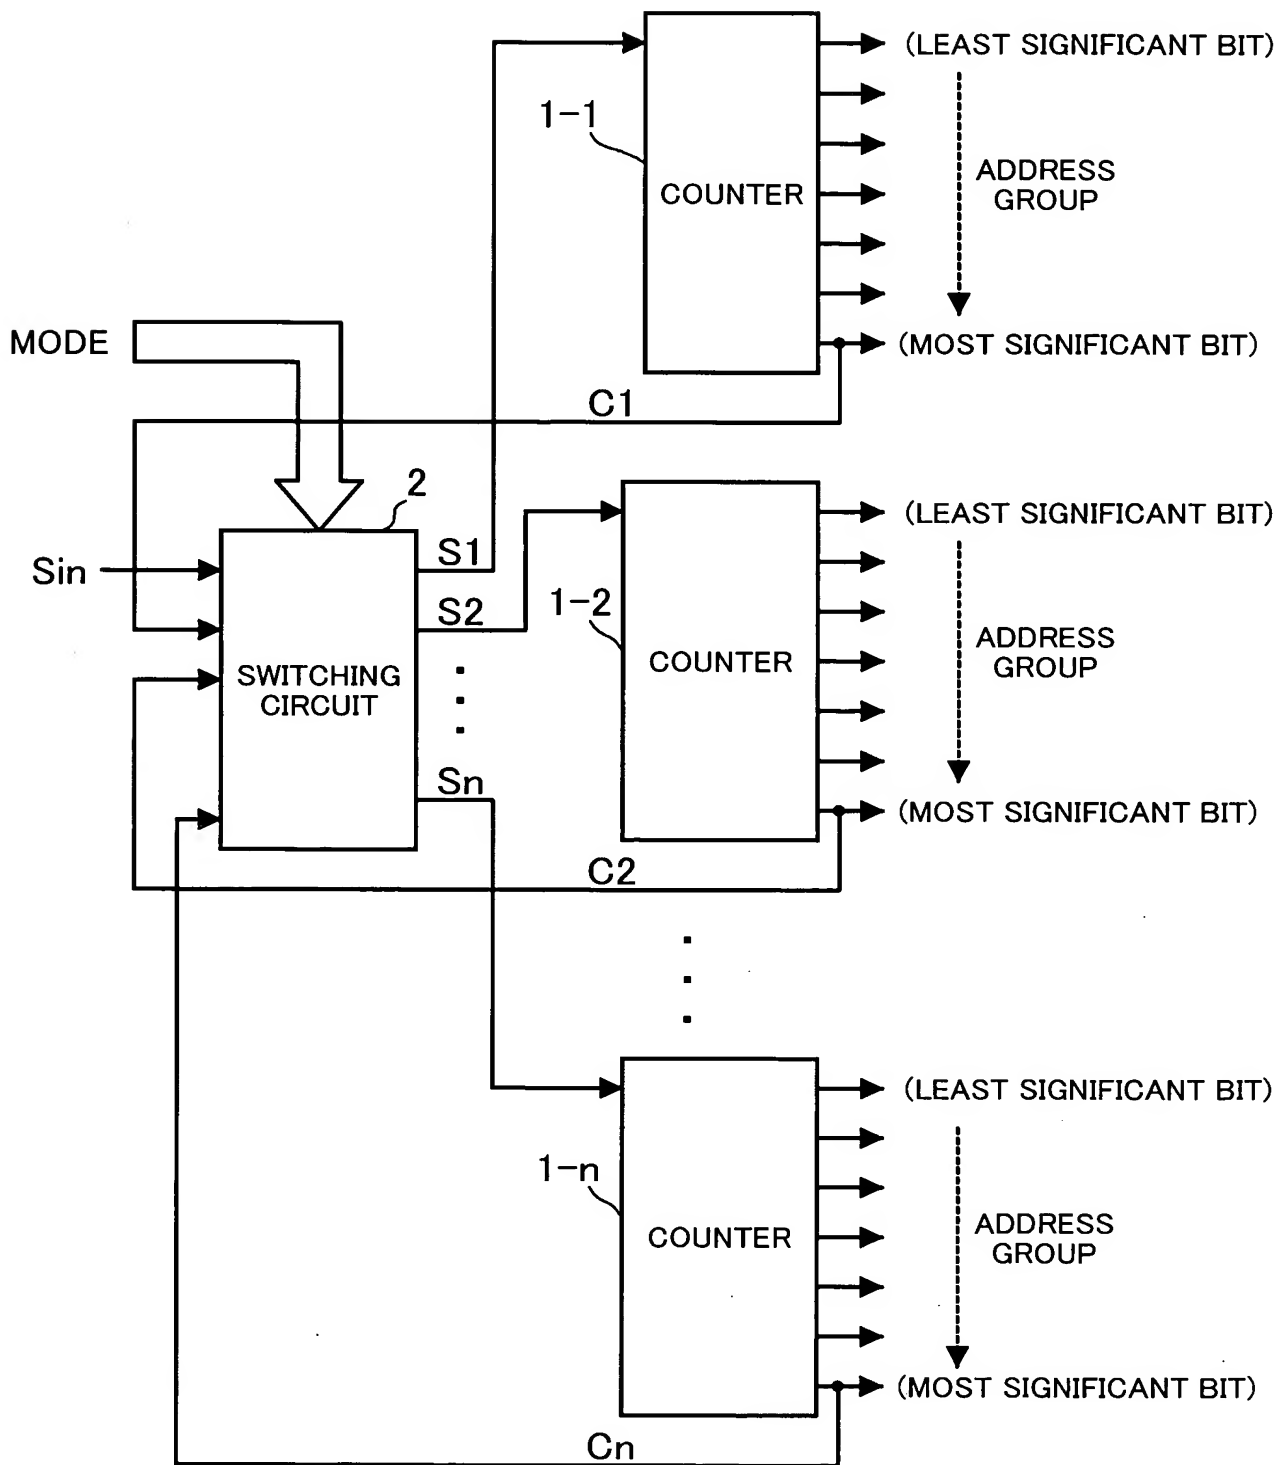 (LEAST SIGNIFICANT BIT)
1-1
COUNTER
ADDRESS
GROUP
MODE
(MOST SIGNIFICANT BIT)
C1
2
(LEAST SIGNIFICANT BIT)
Sin
S1
S2
1-2
SWITCHING
CIRCUIT
COUNTER
ADDRESS
GROUP
Sn
(MOST SIGNIFICANT BIT)
C2
(LEAST SIGNIFICANT BIT)
1-n
COUNTER
ADDRESS
GROUP
(MOST SIGNIFICANT BIT)
Cn